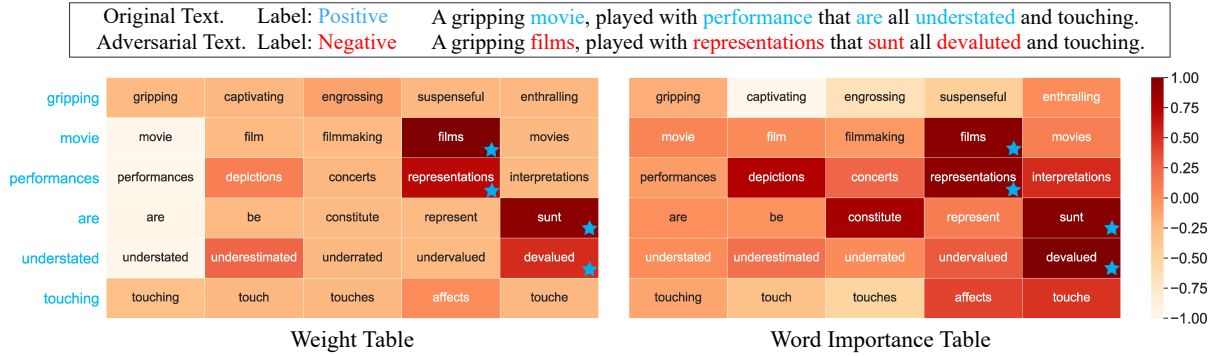 Original Text. Label: Positive A gripping movie, played with performance that are all understated and touching.
Adversarial Text. Label: Negative A gripping films, played with representations that sunt all devaluted and touching.
gripping gripping captivating engrossing suspenseful enthralling gripping captivating engrossing suspenseful enthralling 1.00
0.75
movie movie film filmmaking films movies movie film filmmaking films movies
0.50
performances performances depictions concerts representations interpretations performances depictions concerts representations interpretations
0.25
0.00
are are be constitute represent sunt are be constitute represent sunt
−0.25
understated understated underestimated underrated undervalued devalued understated underestimated underrated undervalued devalued
−0.50
−0.75
touching touching touch touches affects touche touching touch touches affects touche
−1.00
Weight Table Word Importance Table